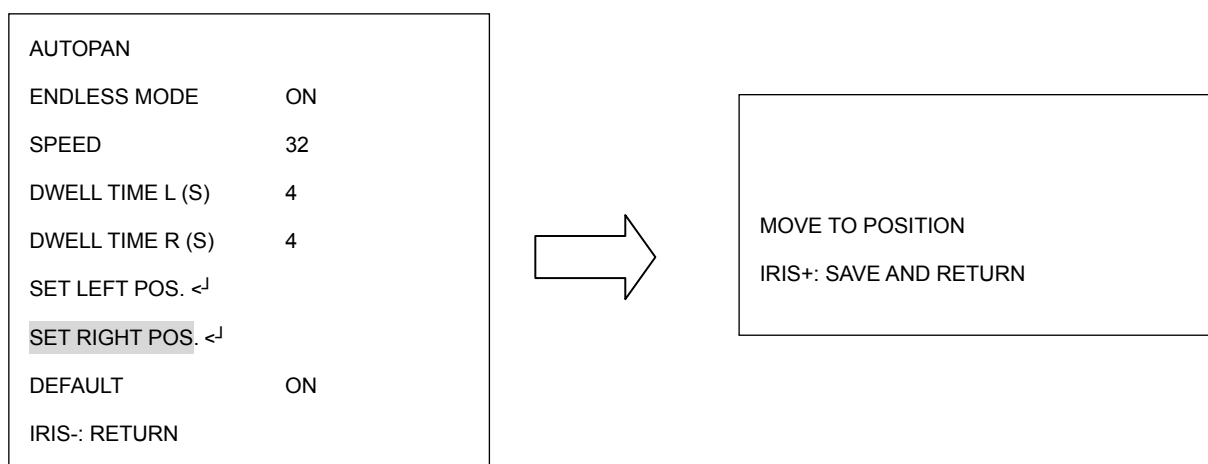 AUTOPAN
ENDLESS MODE ON
SPEED 32
DWELL TIME L (S) 4
DWELL TIME R (S) 4
SET LEFT POS. <┘
SET RIGHT POS. <┘
DEFAULT ON
IRIS-: RETURN
MOVE TO POSITION
IRIS+: SAVE AND RETURN